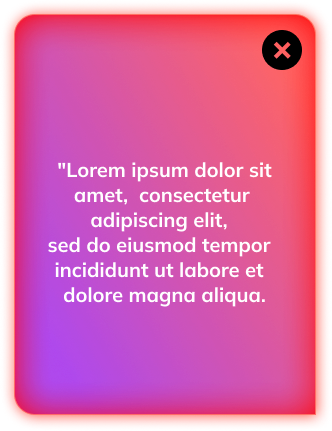 "Lorem ipsum dolor sit
amet,  consectetur
adipiscing elit,
sed do eiusmod tempor
incididunt ut labore et
dolore magna aliqua.